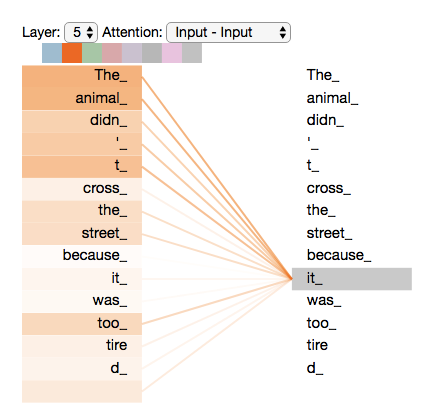 Layer: 5 Attention: Input - Input
The_ The_
animal_ animal_
didn_ didn_
'_ '_
t_ t_
cross_ cross_
the_ the_
street_ street_
because_ because_
it_ it_
was_ was_
too_ too_
tire tire
d_ d_